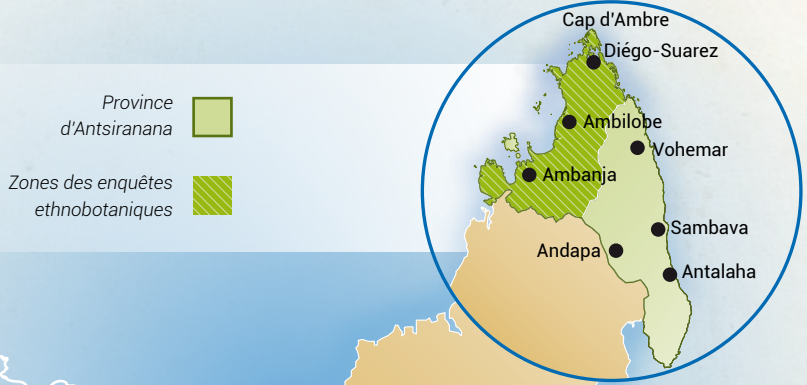 Cap d'Ambre
Diégo-Suarez
Province
d'Antsiranana
Ambilobe
Vohemar
Zones des enquêtes
ethnobotaniques
Ambanja
Sambava
Andapa
Antalaha